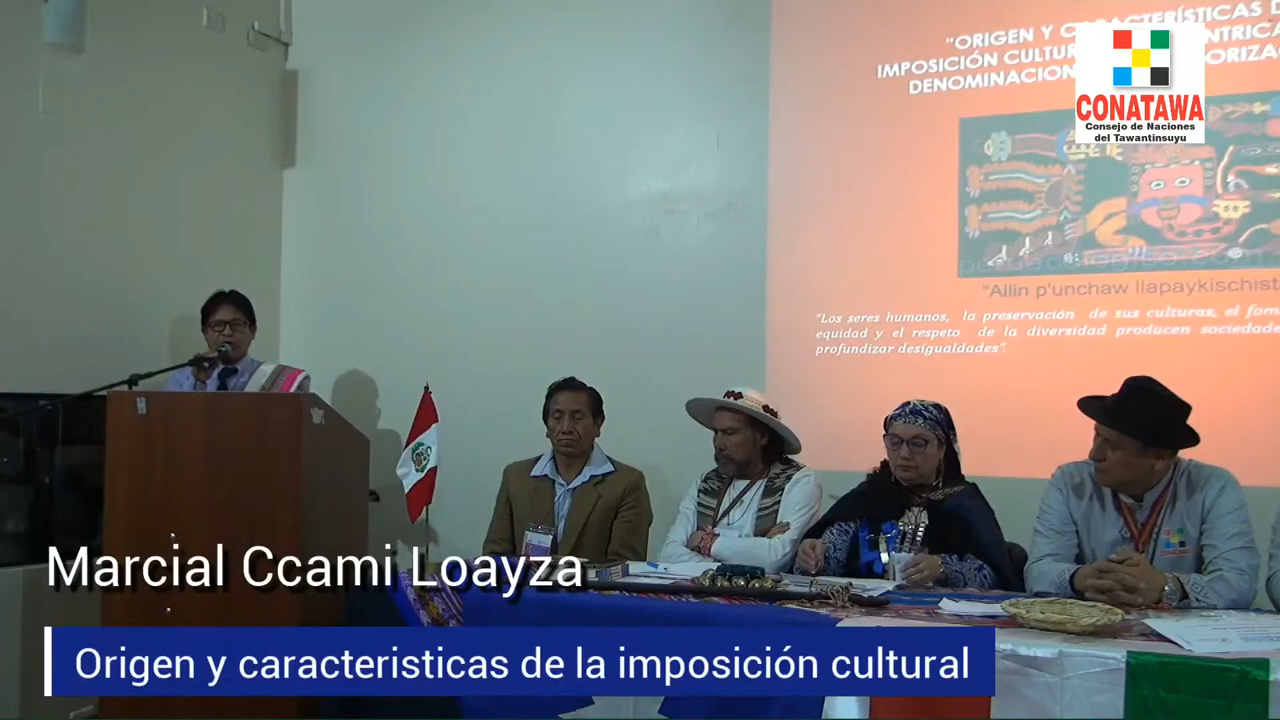 “ORIGEN Y CARACTERÍSTICAS D
IMPOSICIÓN CULTUR
DENOMINACION
CONATAWA
Consejo de Naciones
del Tawantinsuyu
“Allin p'unchaw llapaykischist
“Los seres humanos, la preservación de sus culturas, el fom
equidad y el respeto de la diversidad producen sociedade
profundizar desigualdades”.
Marcial Ccami Loayza
Origen y caracteristicas de la imposición cultural